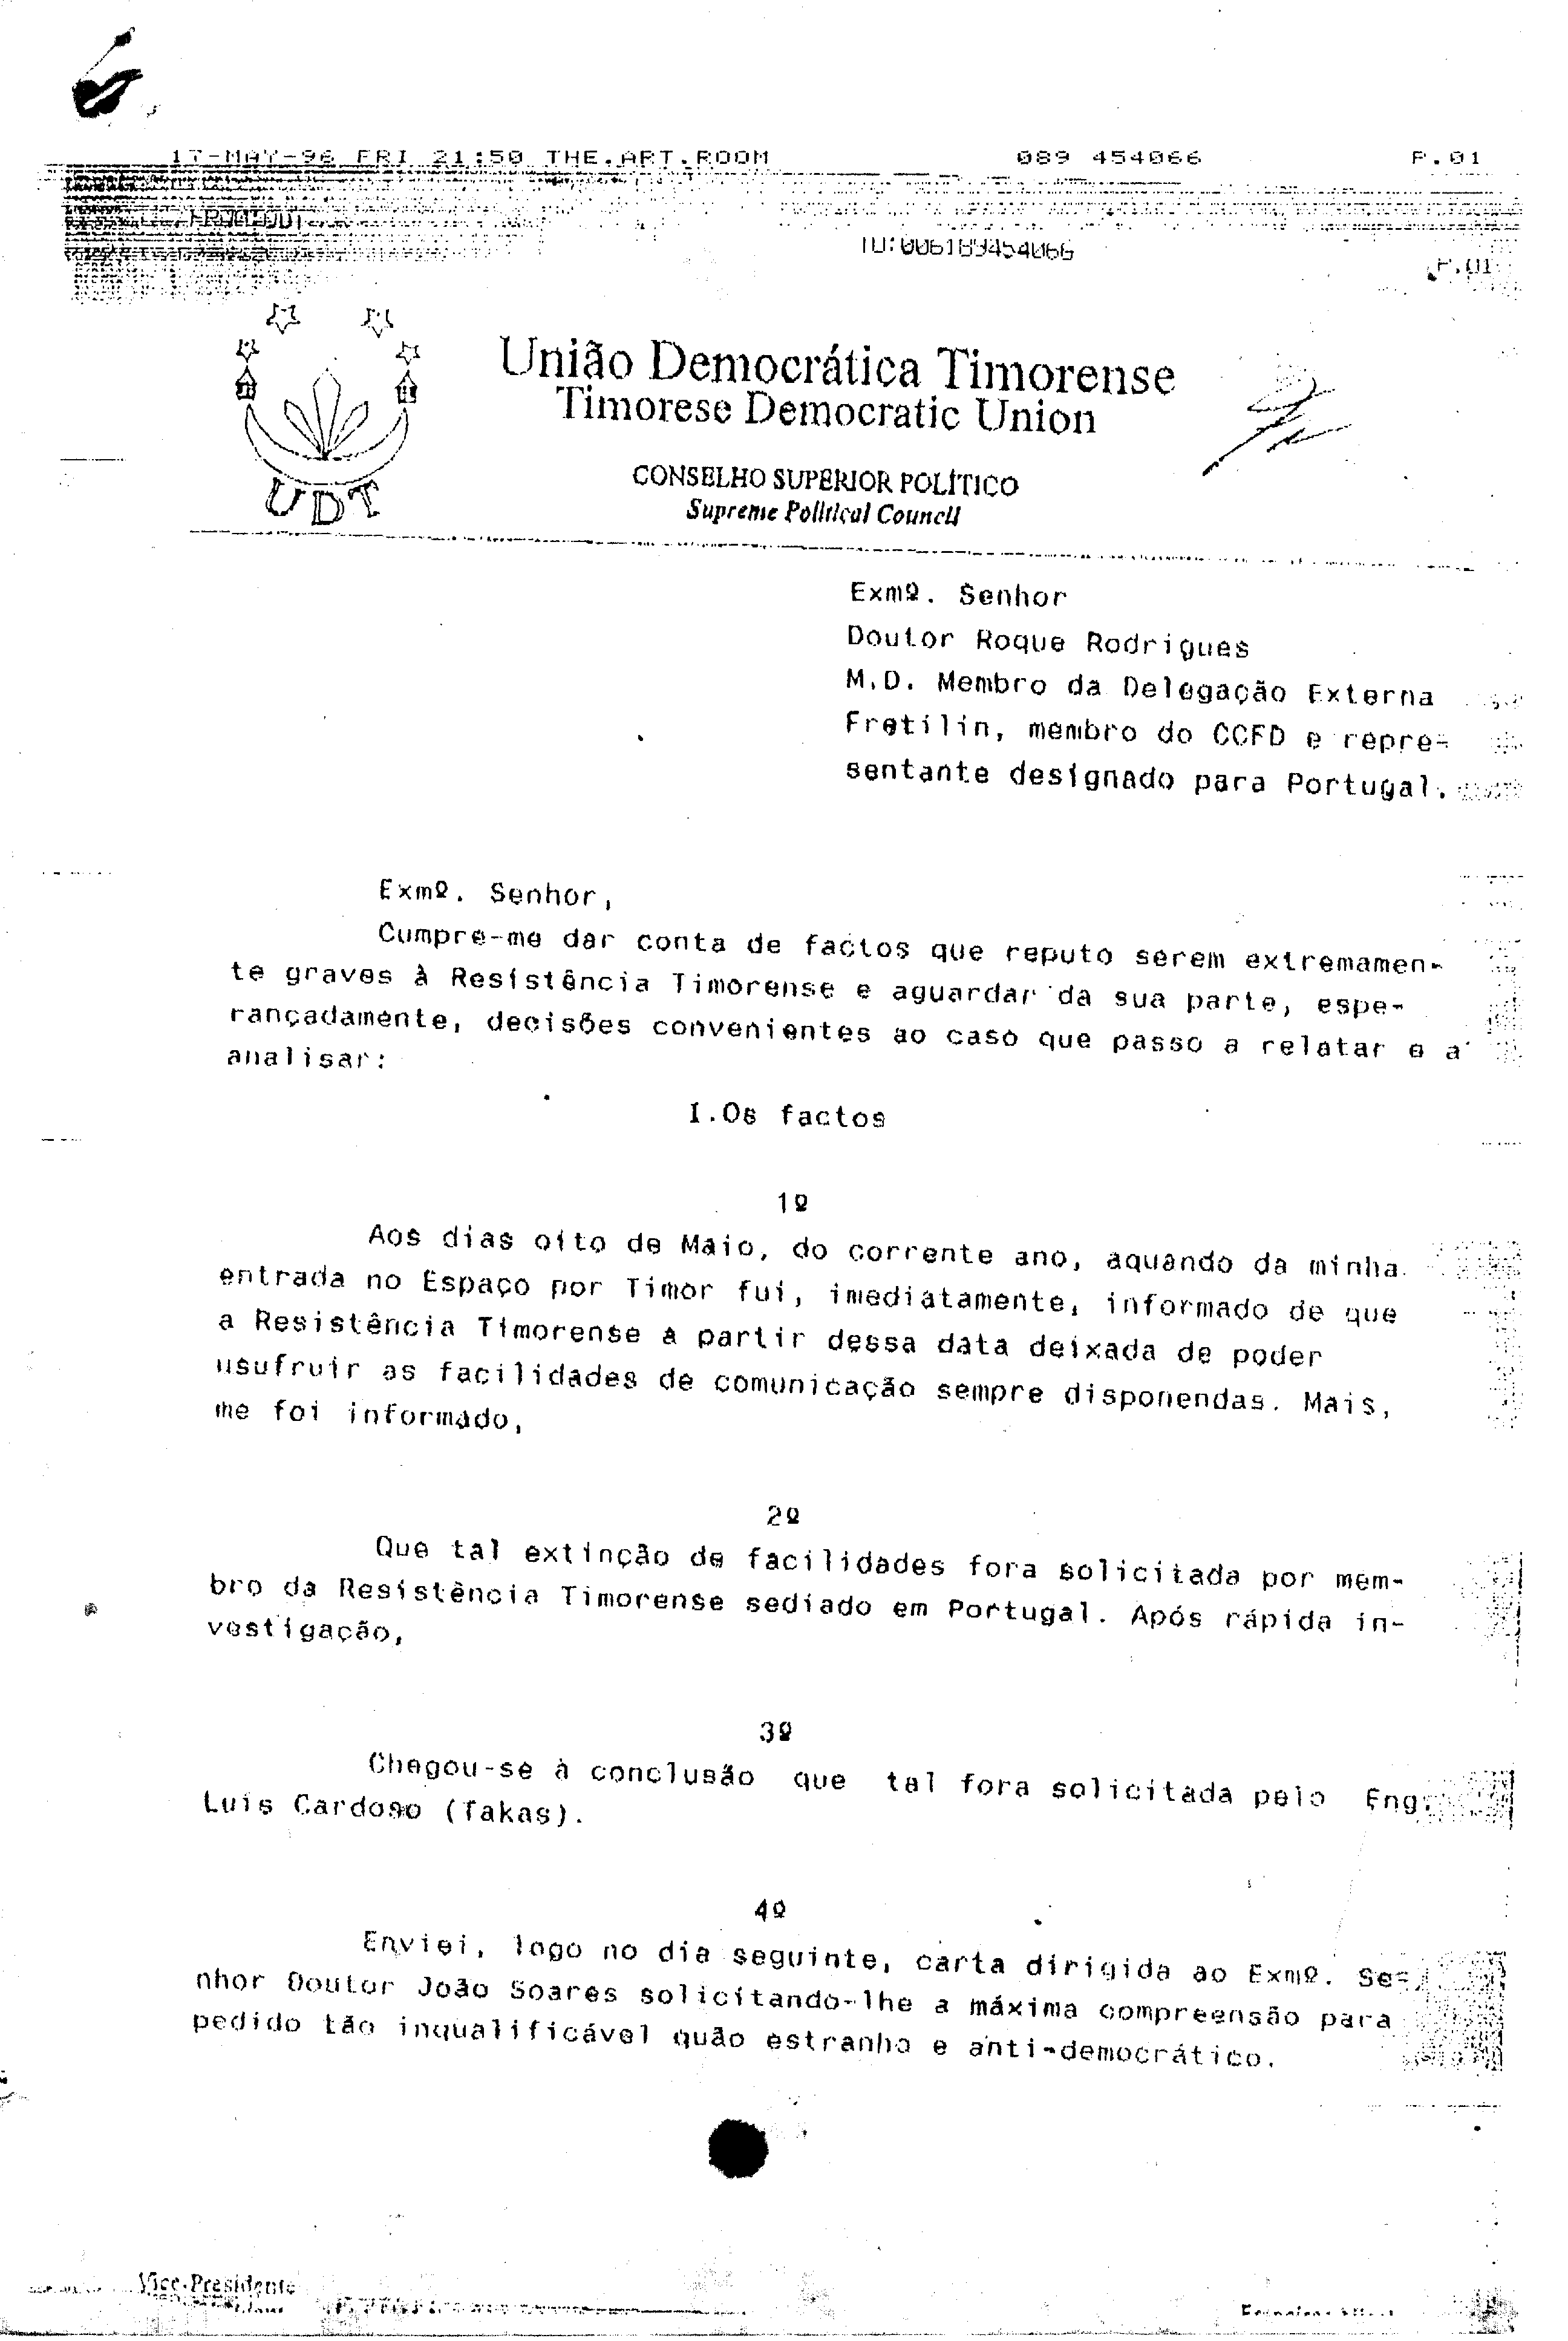 17-MAY-96 FRI 21:50 THE.ART.ROOM 089 454066 P.01
ID:006189454066 P.01
União Democrática Timorense
Timorese Democratic Union
CONSELHO SUPERIOR POLÍTICO
Supreme Political Council
UDT
Exmº. Senhor
Doutor Roque Rodrigues
M.D. Membro da Delegação Externa
Fretilin, membro do CCFD e repre-
sentante designado para Portugal.
Exmº. Senhor,
Cumpre-me dar conta de factos que reputo serem extremamen-
te graves à Resistência Timorense e aguardar da sua parte, espe-
rançadamente, decisões convenientes ao caso que passo a relatar e a
analisar:
I.Os factos
1º
Aos dias oito de Maio, do corrente ano, aquando da minha
entrada no Espaço por Timor fui, imediatamente, informado de que
a Resistência Timorense a partir dessa data deixada de poder
usufruir as facilidades de comunicação sempre disponendas. Mais,
me foi informado,
2º
Que tal extinção de facilidades fora solicitada por mem-
bro da Resistência Timorense sediado em Portugal. Após rápida in-
vestigação,
3º
Chegou-se à conclusão que tal fora solicitada pelo Eng.
Luis Cardoso (Takas).
4º
Enviei, logo no dia seguinte, carta dirigida ao Exmº. Se-
nhor Doutor João Soares solicitando-lhe a máxima compreensão para
pedido tão inqualificável quão estranho e anti-democrático.
Vice-Presidente